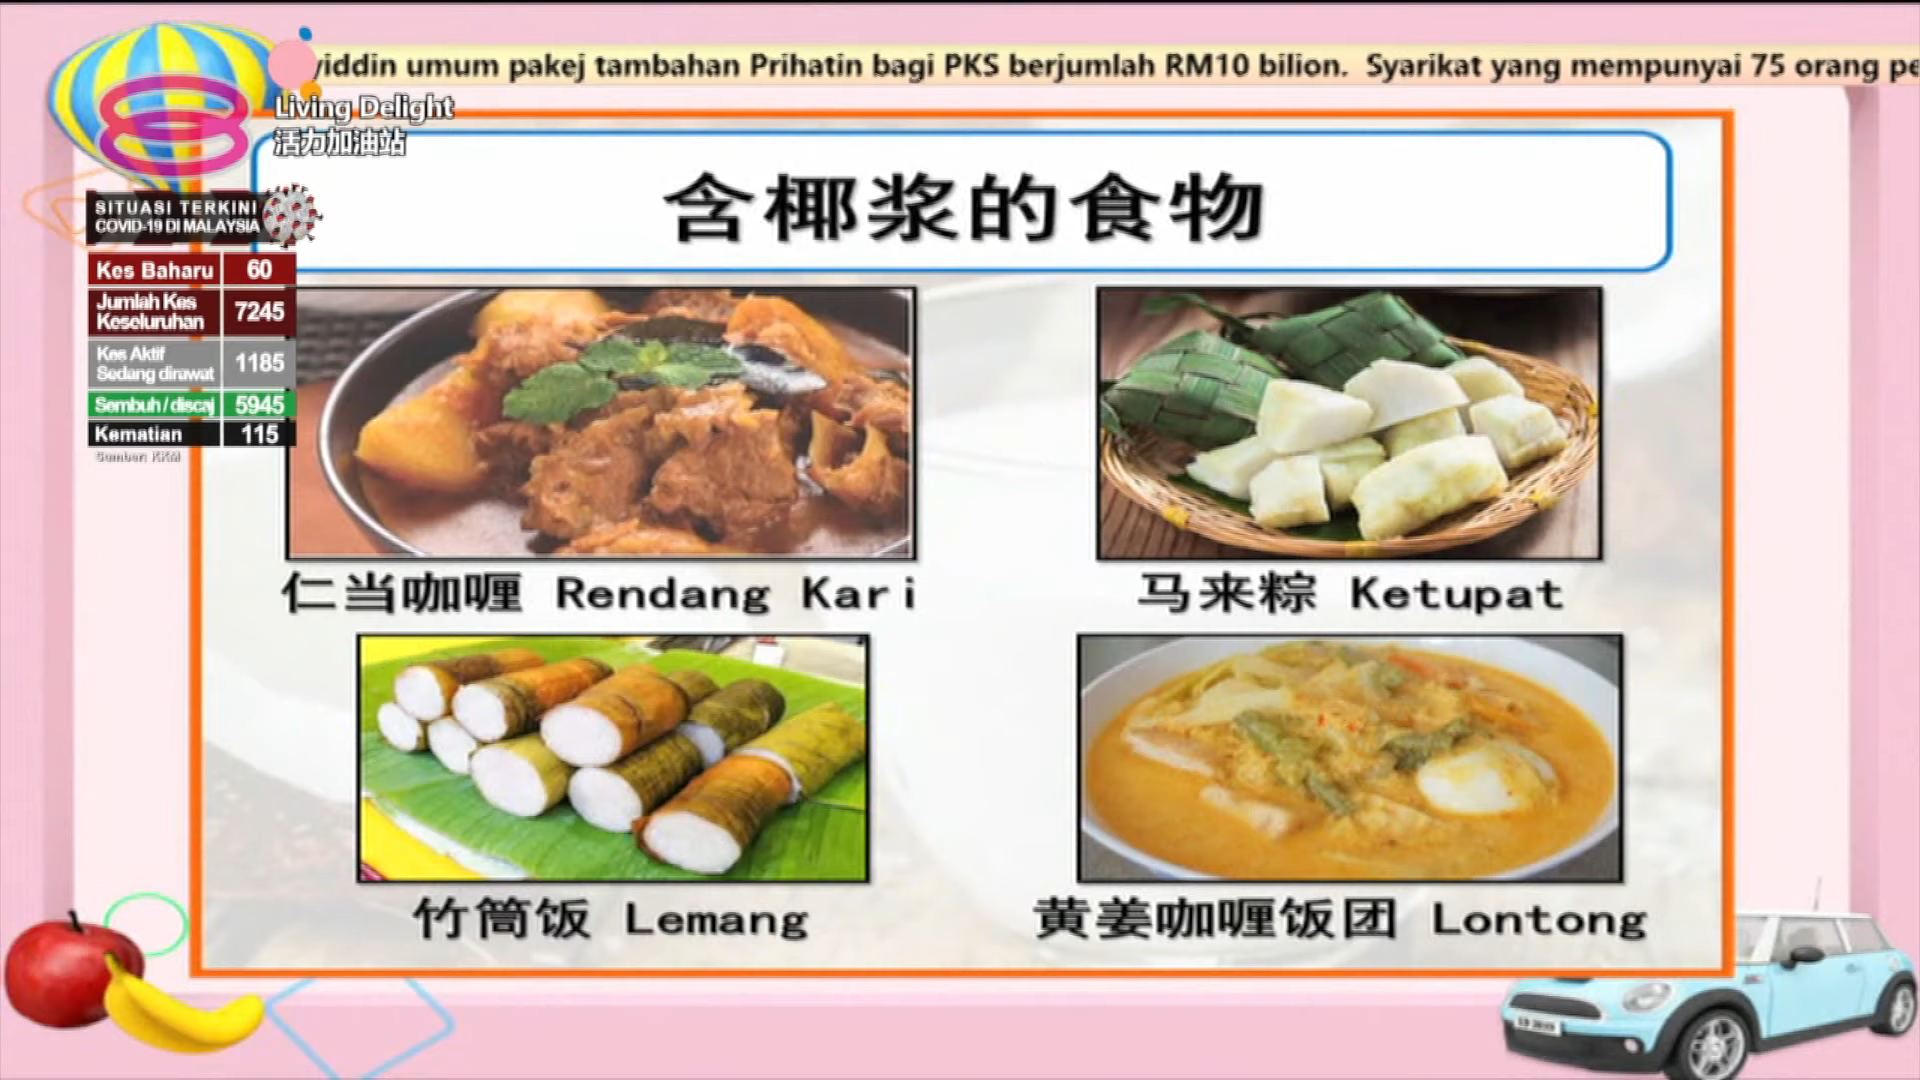 yiddin umum pakej tambahan Prihatin bagi PKS berjumlah RM10 bilion. Syarikat yang mempunyai 75 orang pe
Living Delight
活力加油站
含椰浆的食物
SITUASI TERKINI
COVID-19 DI MALAYSIA
Kes Baharu 60
Jumlah Kes
Keseluruhan 7245
Kes Aktif
Sedang dirawat 1185
Sembuh / discaj 5945
Kematian 115
Sumber: KKM
仁当咖喱 Rendang Kari
马来粽 Ketupat
竹筒饭 Lemang
黄姜咖喱饭团 Lontong